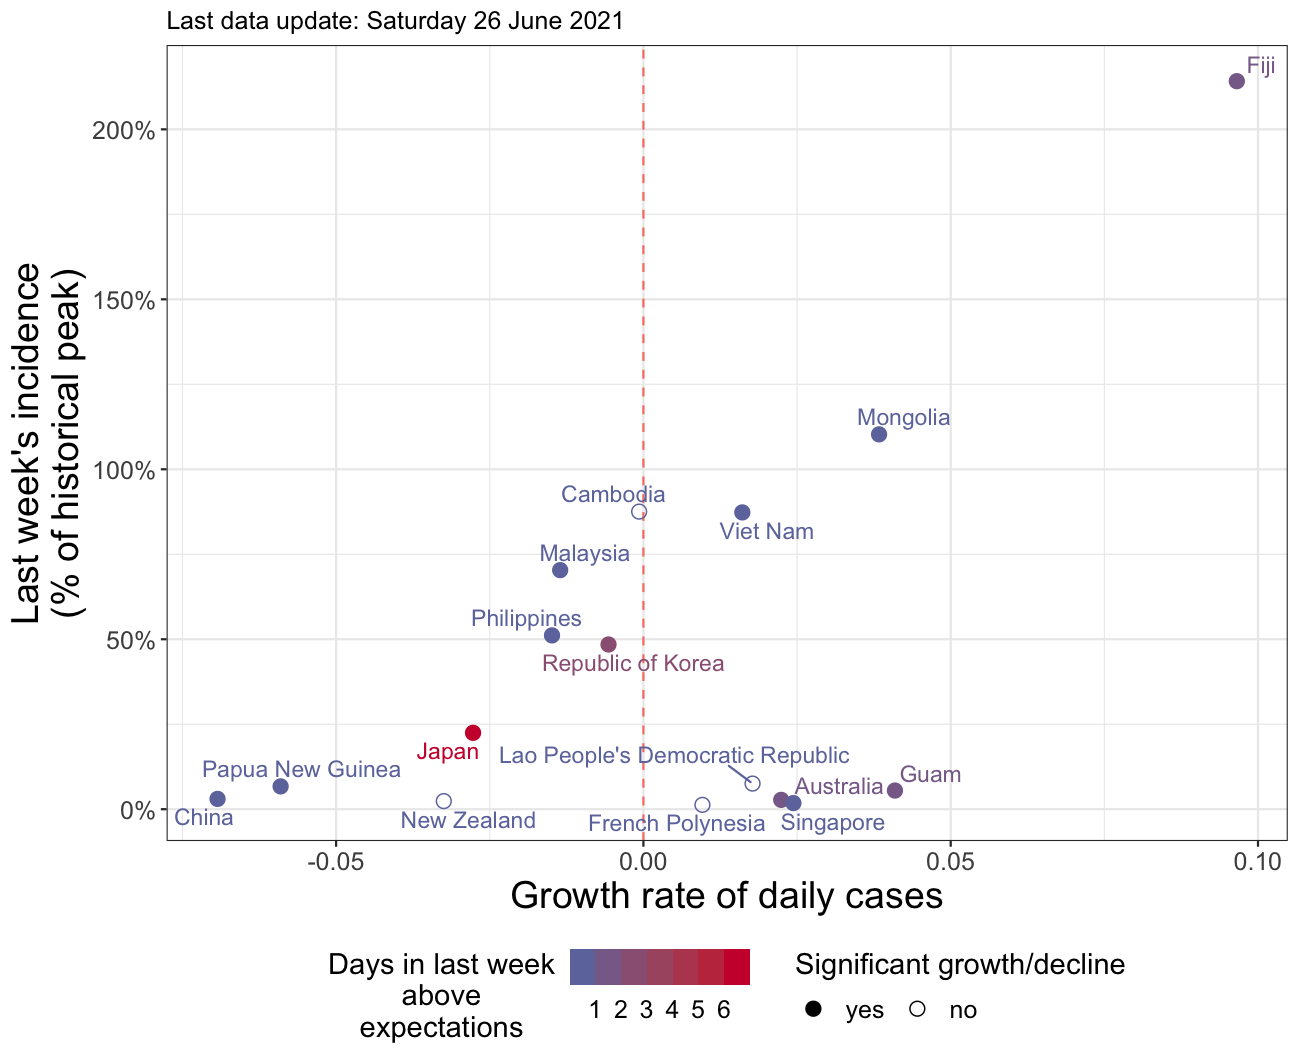 Last data update: Saturday 26 June 2021
Fiji
200%
150%
Mongolia
100%
Cambodia
Viet Nam
Malaysia
Philippines
50%
Republic of Korea
Japan
Lao People's Democratic Republic
Papua New Guinea
Guam
Australia
0%
China
New Zealand
French Polynesia
Singapore
Last week's incidence
(% of historical peak)
-0.05 0.00 0.05 0.10
Growth rate of daily cases
Days in last week
above
expectations
1 2 3 4 5 6
Significant growth/decline
yes no